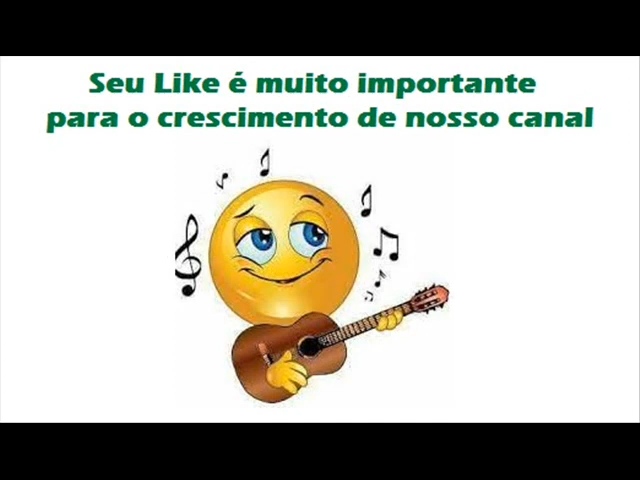 Seu Like é muito importante
para o crescimento de nosso canal